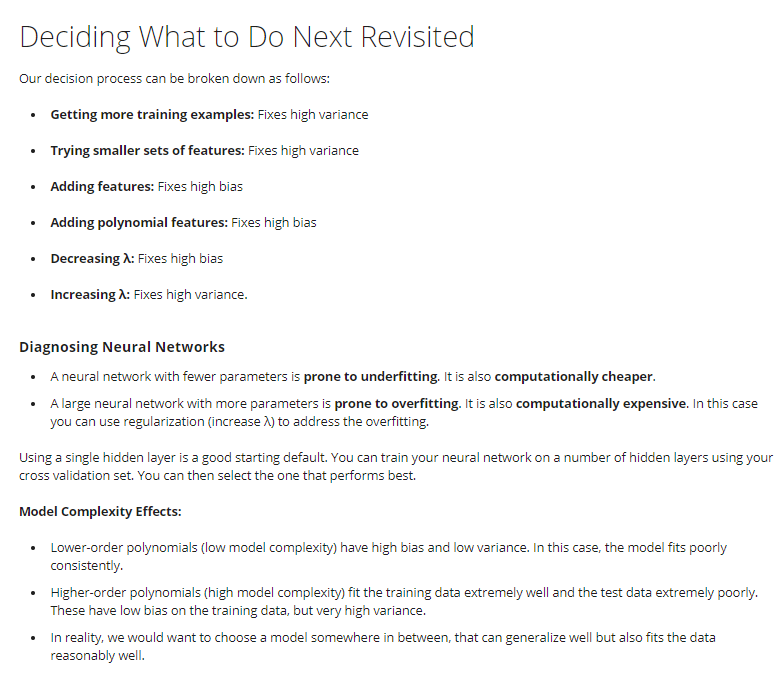 Deciding What to Do Next Revisited
Our decision process can be broken down as follows:
• Getting more training examples: Fixes high variance
• Trying smaller sets of features: Fixes high variance
• Adding features: Fixes high bias
• Adding polynomial features: Fixes high bias
• Decreasing λ: Fixes high bias
• Increasing λ: Fixes high variance.
Diagnosing Neural Networks
• A neural network with fewer parameters is prone to underfitting. It is also computationally cheaper.
• A large neural network with more parameters is prone to overfitting. It is also computationally expensive. In this case
you can use regularization (increase λ) to address the overfitting.
Using a single hidden layer is a good starting default. You can train your neural network on a number of hidden layers using your
cross validation set. You can then select the one that performs best.
Model Complexity Effects:
• Lower-order polynomials (low model complexity) have high bias and low variance. In this case, the model fits poorly
consistently.
• Higher-order polynomials (high model complexity) fit the training data extremely well and the test data extremely poorly.
These have low bias on the training data, but very high variance.
• In reality, we would want to choose a model somewhere in between, that can generalize well but also fits the data
reasonably well.